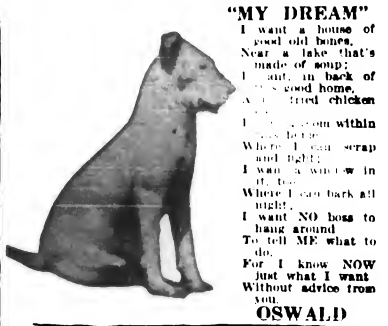 "MY DREAM"
I want a house of
good old bones,
Near a lake that's
made of soup;
in back of
good home,
fried chicken
I within
Where I can scrap
and fight;
I want a window in
it, too
Where I can bark all
night!,
I want NO boss to
hang around
To tell ME what to
do.
For I know NOW
just what I want
Without advice from
you.
OSWALD